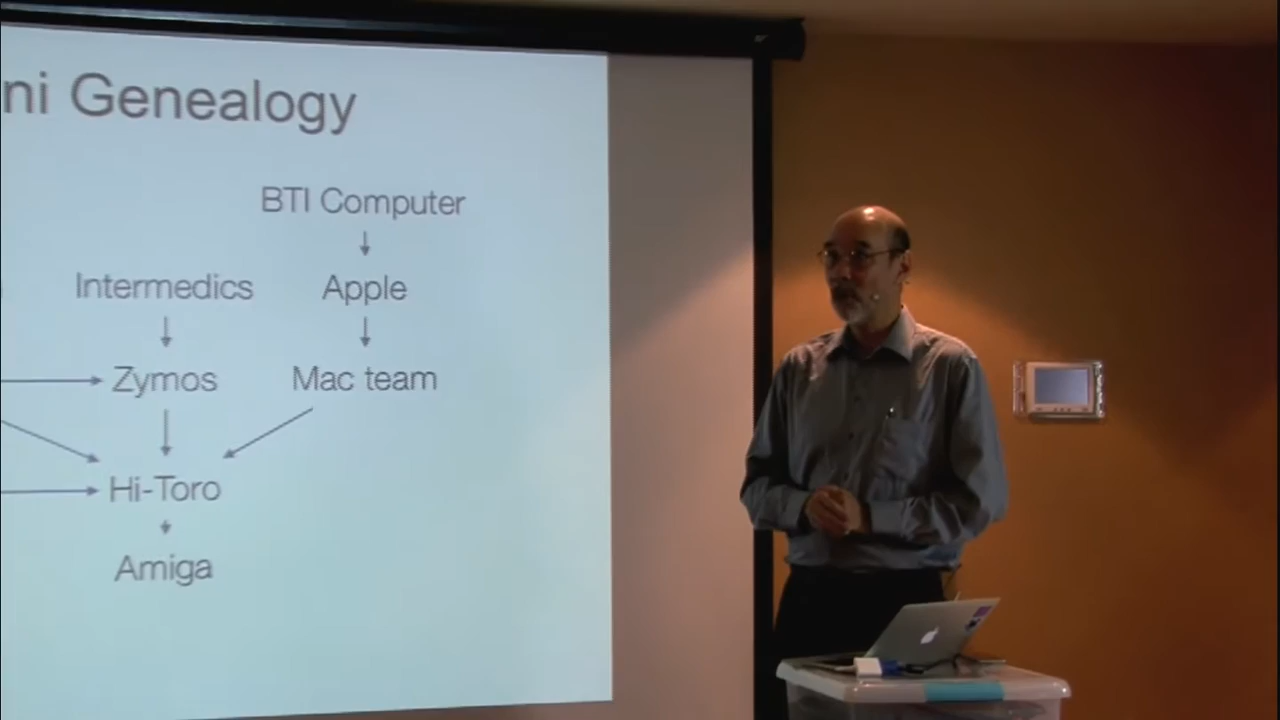 ni Genealogy
BTI Computer
Intermedics
Apple
Zymos
Mac team
Hi-Toro
Amiga